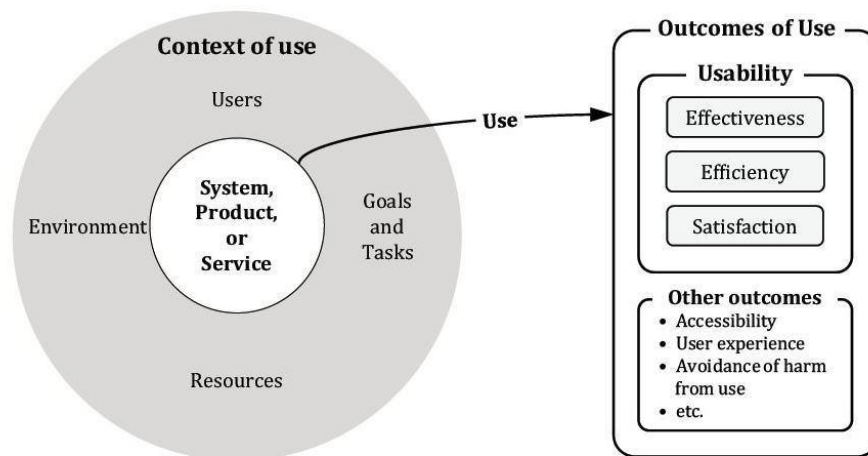 Context of use
Users
Environment
System,
Product,
or
Service
Goals
and
Tasks
Resources
Use
Outcomes of Use
Usability
Effectiveness
Efficiency
Satisfaction
Other outcomes
• Accessibility
• User experience
• Avoidance of harm
from use
• etc.